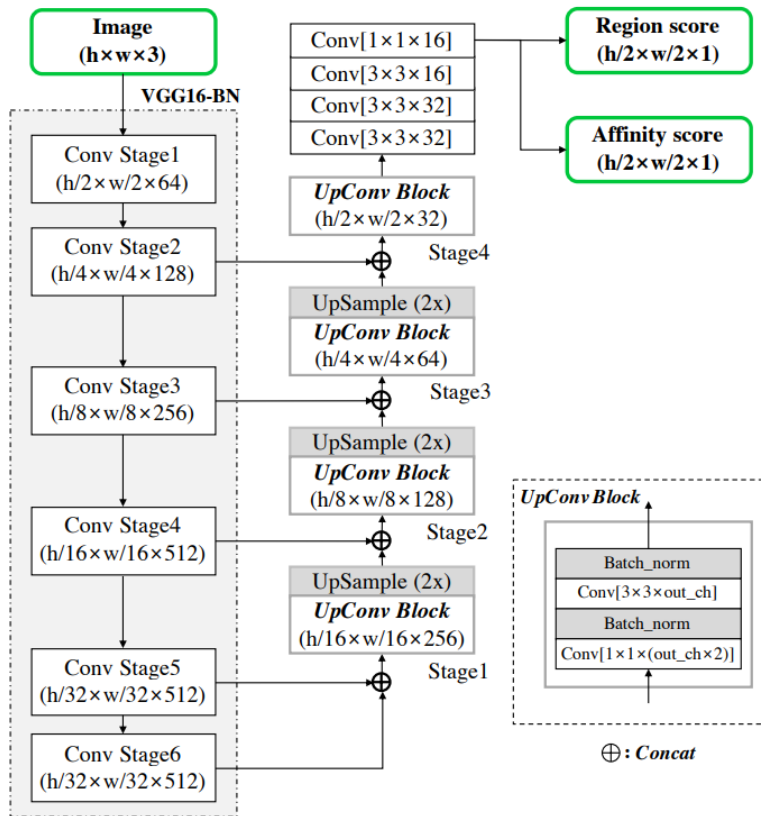 Image
(h×w×3)
VGG16-BN
Conv Stage1
(h/2×w/2×64)
Conv Stage2
(h/4×w/4×128)
Conv Stage3
(h/8×w/8×256)
Conv Stage4
(h/16×w/16×512)
Conv Stage5
(h/32×w/32×512)
Conv Stage6
(h/32×w/32×512)
Conv[1×1×16]
Conv[3×3×16]
Conv[3×3×32]
Conv[3×3×32]
UpConv Block
(h/2×w/2×32)
Stage4
UpSample (2x)
UpConv Block
(h/4×w/4×64)
Stage3
UpSample (2x)
UpConv Block
(h/8×w/8×128)
Stage2
UpSample (2x)
UpConv Block
(h/16×w/16×256)
Stage1
Region score
(h/2×w/2×1)
Affinity score
(h/2×w/2×1)
UpConv Block
Batch_norm
Conv[3×3×out_ch]
Batch_norm
Conv[1×1×(out_ch×2)]
⊕ : Concat